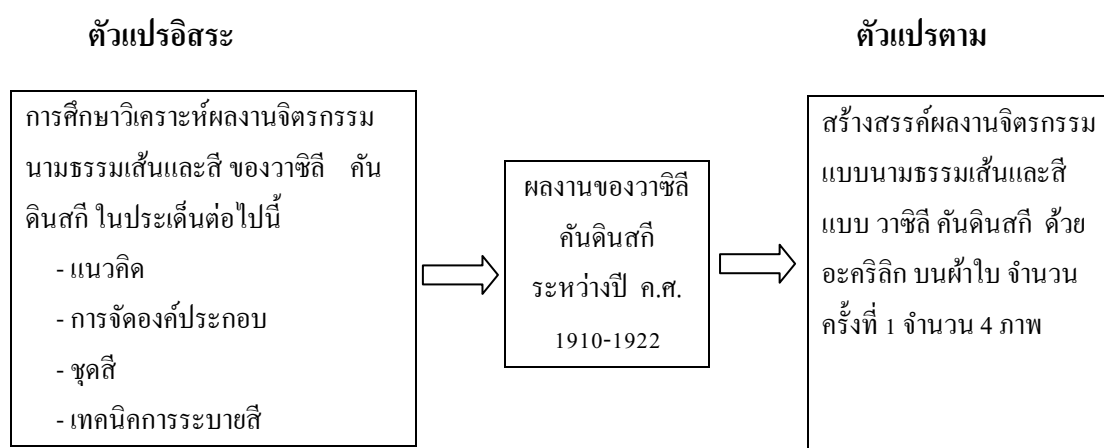 ตัวแปรอิสระ
ตัวแปรตาม
การศึกษาวิเคราะห์ผลงานจิตรกรรม
นามธรรมเส้นและสี ของวาซิลี คัน
ดินสกี ในประเด็นต่อไปนี้
- แนวคิด
- การจัดองค์ประกอบ
- ชุดสี
- เทคนิคการระบายสี
ผลงานของวาซิลี
คันดินสกี
ระหว่างปี ค.ศ.
1910-1922
สร้างสรรค์ผลงานจิตรกรรม
แบบนามธรรมเส้นและสี
แบบ วาซิลี คันดินสกี ด้วย
อะคริลิก บนผ้าใบ จำนวน
ครั้งที่ 1 จำนวน 4 ภาพ